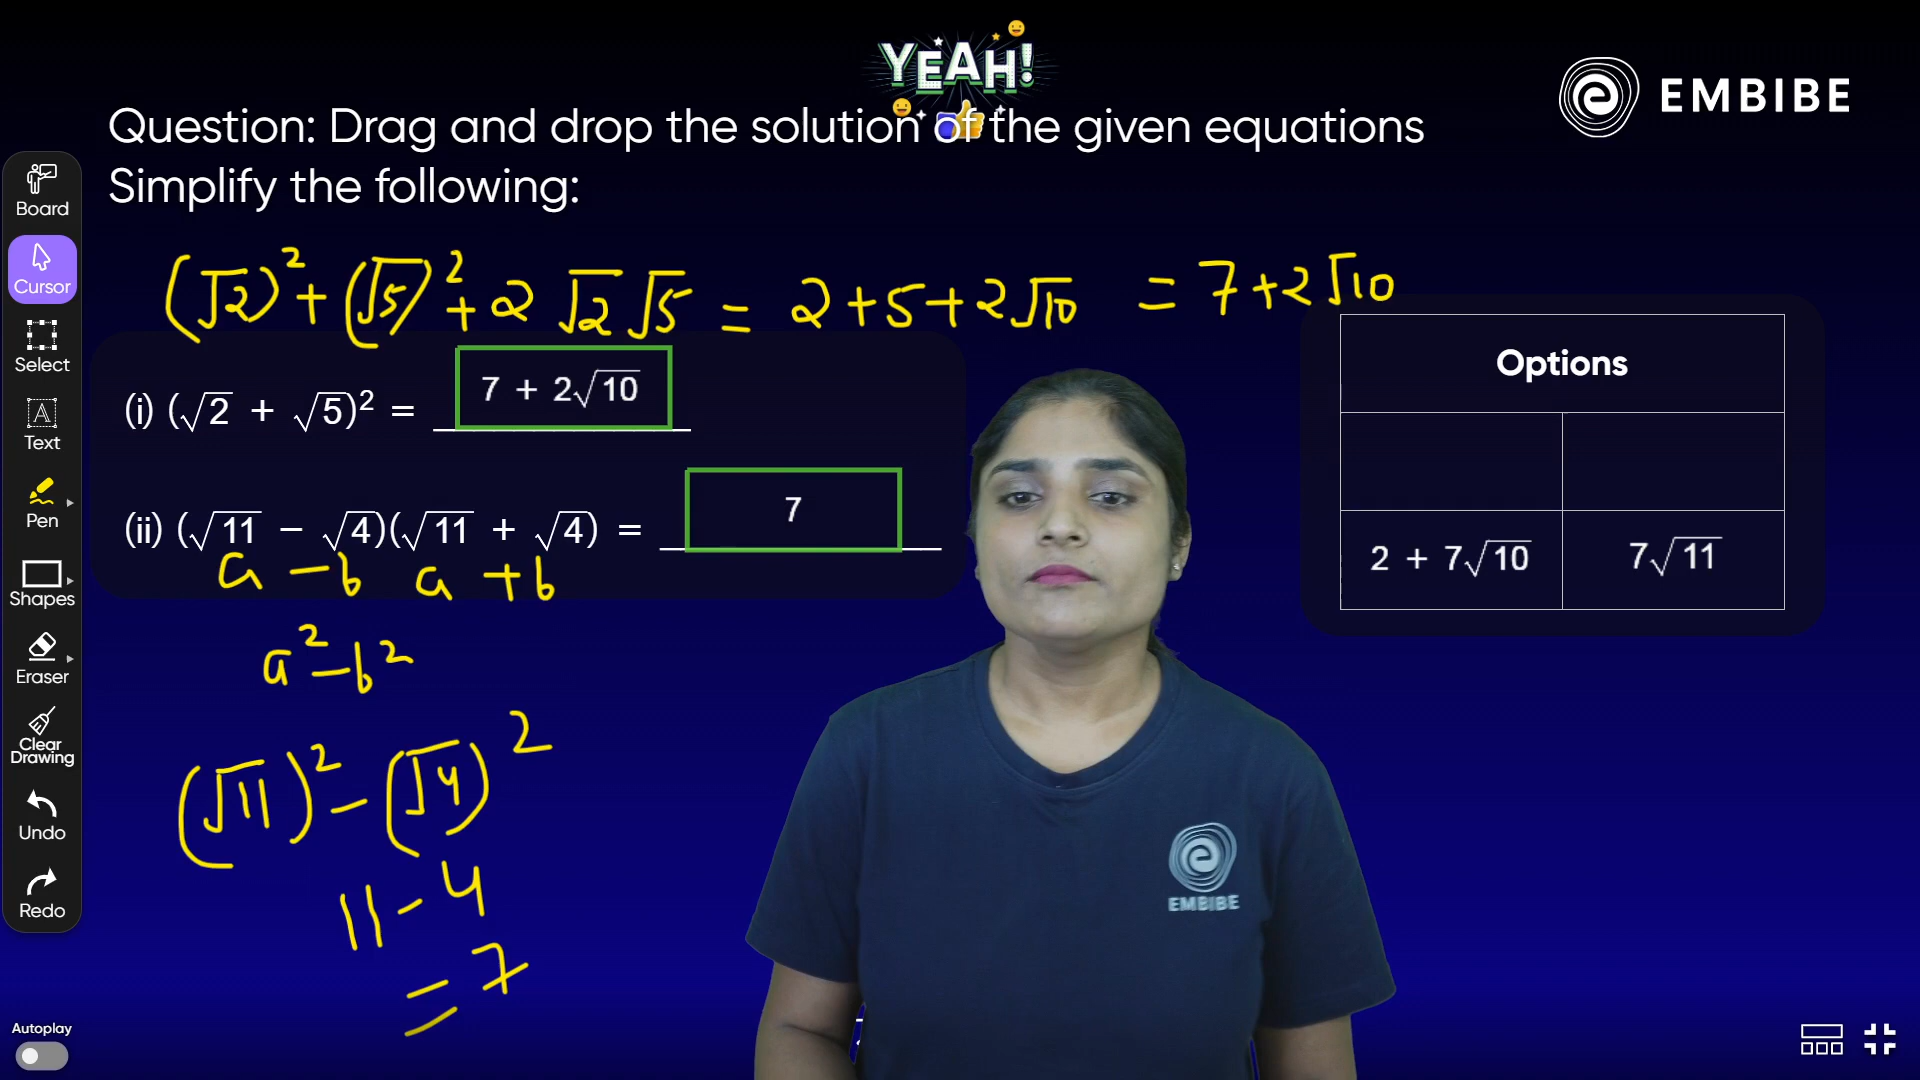 YEAH!
EMBIBE
Question: Drag and drop the solution of the given equations
Simplify the following:
(√2)² + (√5)² + 2 √2 √5 = 2 + 5 + 2√10 = 7 + 2√10
(i) (√2 + √5)² = 7 + 2√10
(ii) (√11 − √4)(√11 + √4) = 7
a − b a + b
a² − b²
(√11)² − (√4)²
11 − 4
= 7
Options
2 + 7√10 7√11
EMBIBE
Board
Cursor
Select
Text
Pen
Shapes
Eraser
Clear
Drawing
Undo
Redo
Autoplay